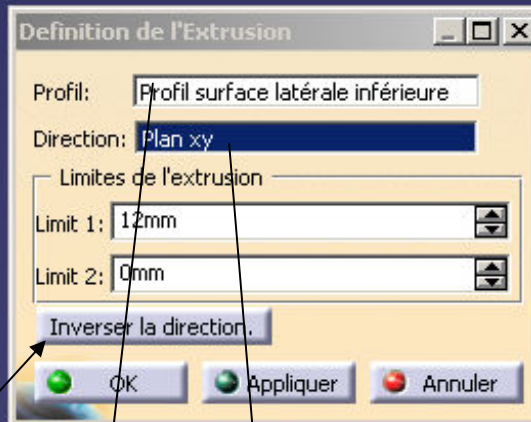 Definition de l'Extrusion
Profil: Profil surface latérale inférieure
Direction: Plan xy
Limites de l'extrusion
Limit 1: 12mm
Limit 2: 0mm
Inverser la direction.
OK Appliquer Annuler